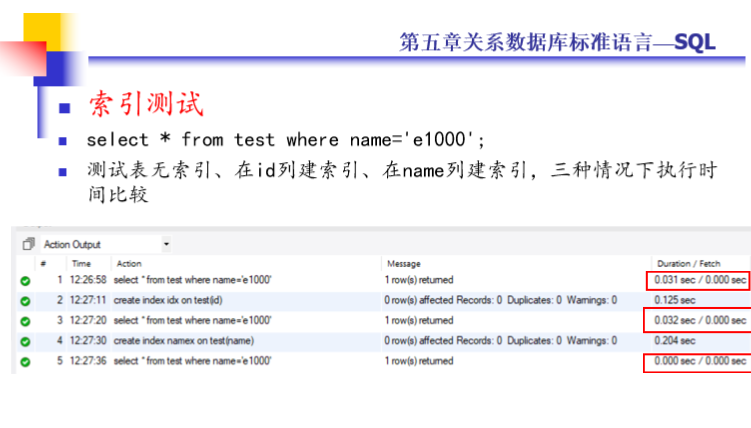 第五章关系数据库标准语言—SQL
索引测试
select * from test where name='e1000';
测试表无索引、在id列建索引、在name列建索引，三种情况下执行时
间比较
Action Output
# Time Action Message Duration / Fetch
1 12:26:58 select * from test where name='e1000' 1 row(s) returned 0.031 sec / 0.000 sec
2 12:27:11 create index idx on test(id) 0 row(s) affected Records: 0 Duplicates: 0 Warnings: 0 0.125 sec
3 12:27:20 select * from test where name='e1000' 1 row(s) returned 0.032 sec / 0.000 sec
4 12:27:30 create index namex on test(name) 0 row(s) affected Records: 0 Duplicates: 0 Warnings: 0 0.204 sec
5 12:27:36 select * from test where name='e1000' 1 row(s) returned 0.000 sec / 0.000 sec